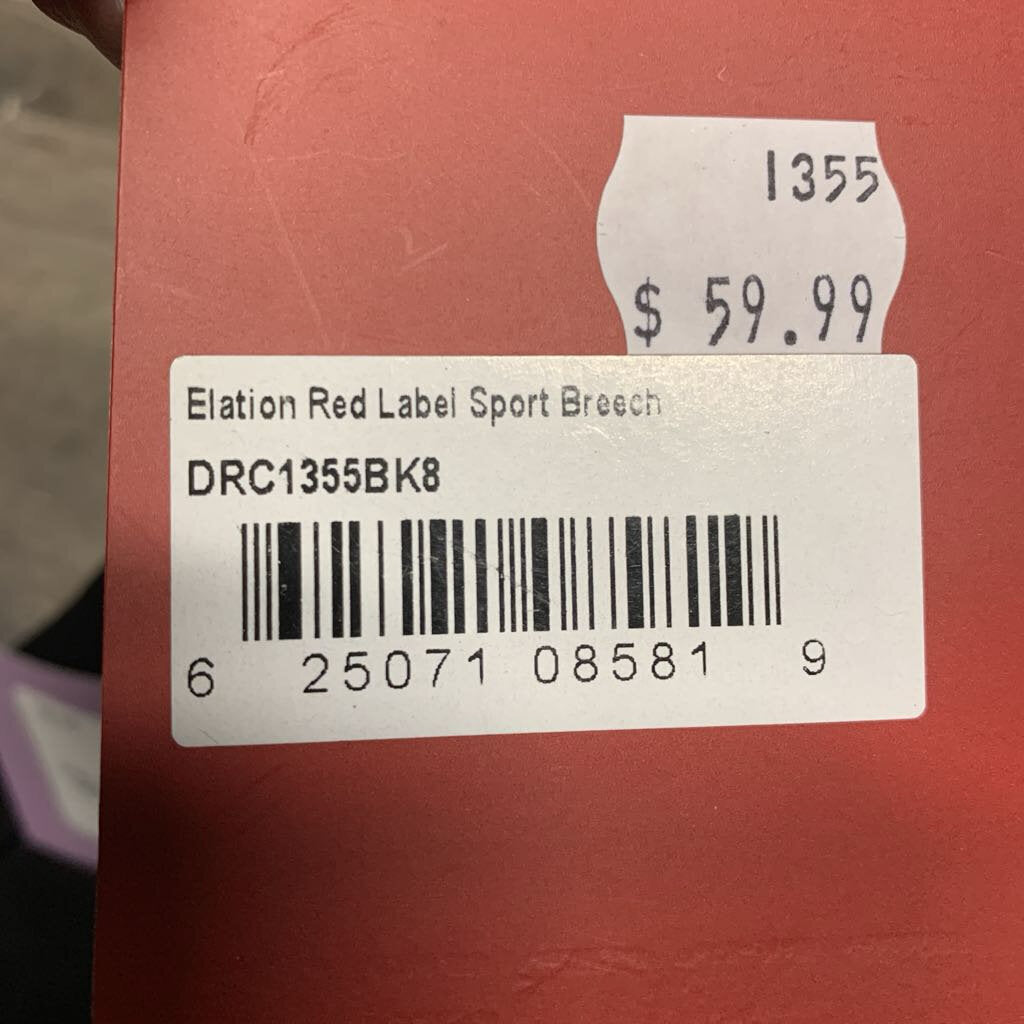 1355
$ 59.99
Elation Red Label Sport Breech
DRC1355BK8
6 25071 08581 9